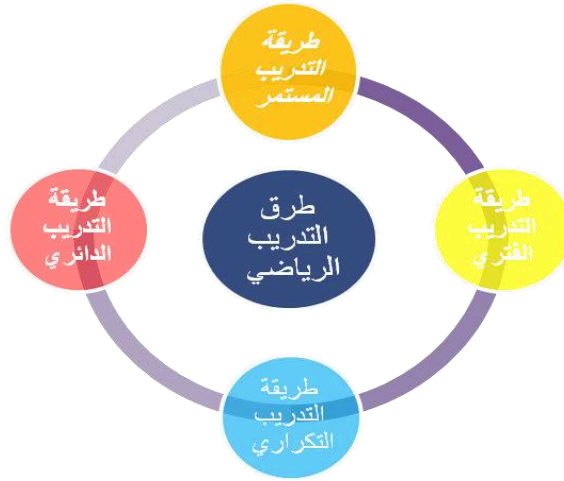 طريقة
التدريب
المستمر
طريقة
التدريب
الفتري
طرق
التدريب
الرياضي
طريقة
التدريب
الدائري
طريقة
التدريب
التكراري